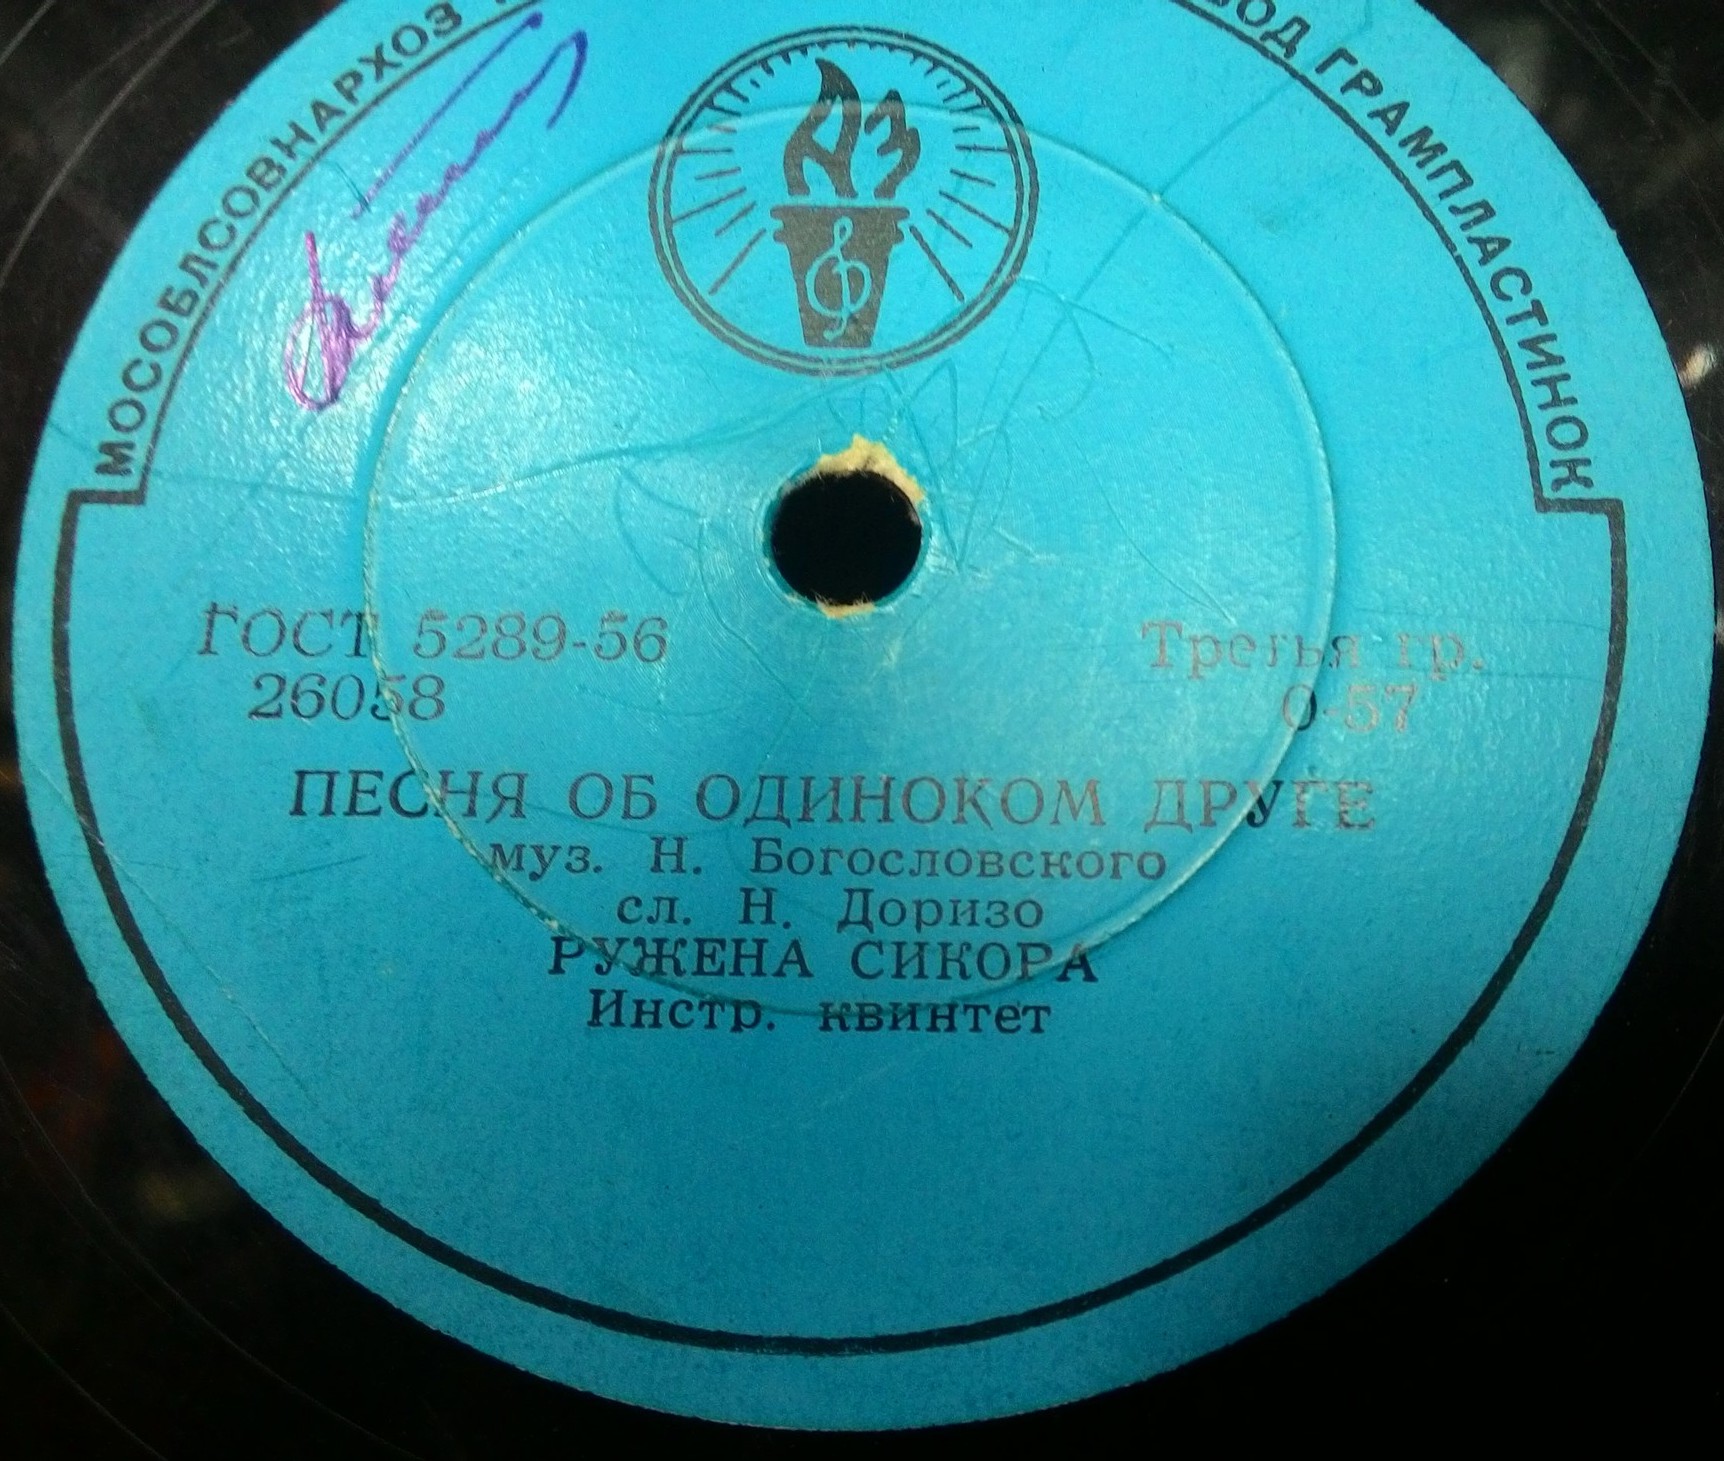 МОСОБЛСОВНАРХОЗ
ГРАМПЛАСТИНОК
ГОСТ 5289-56
Третья гр.
26058
0-57
ПЕСНЯ ОБ ОДИНОКОМ ДРУГЕ
муз. Н. Богословского
сл. Н. Доризо
РУЖЕНА СИКОРА
Инстр. квинтет